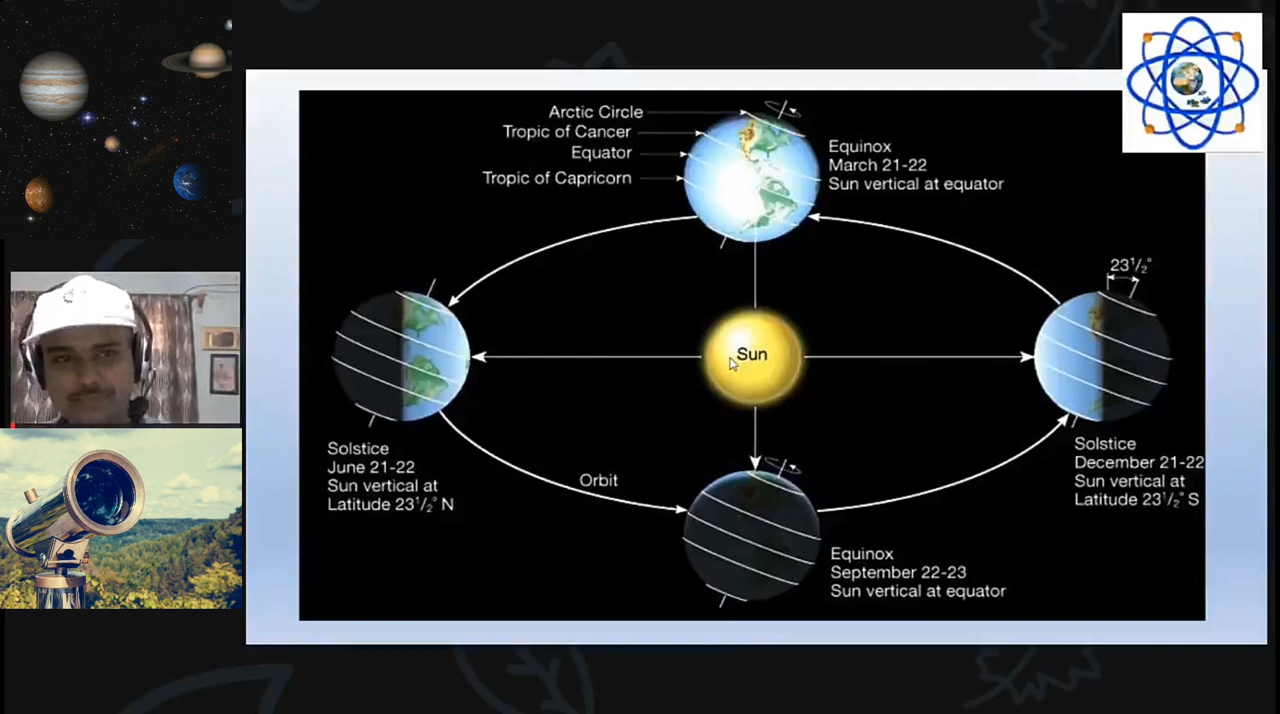 Arctic Circle
Tropic of Cancer
Equator
Tropic of Capricorn
Equinox
March 21-22
Sun vertical at equator
23 1/2°
Sun
Solstice
June 21-22
Sun vertical at
Latitude 23 1/2° N
Orbit
Solstice
December 21-22
Sun vertical at
Latitude 23 1/2° S
Equinox
September 22-23
Sun vertical at equator